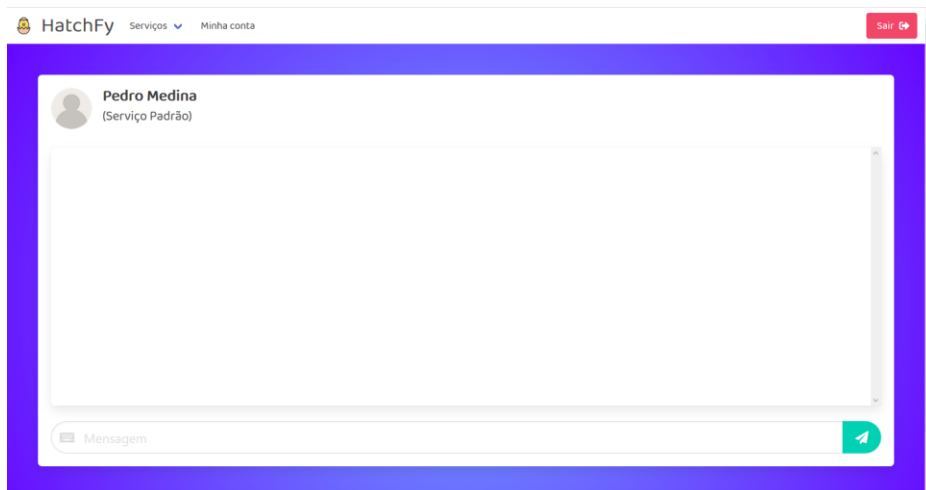 HatchFy Serviços Minha conta Sair
Pedro Medina
(Serviço Padrão)
Mensagem